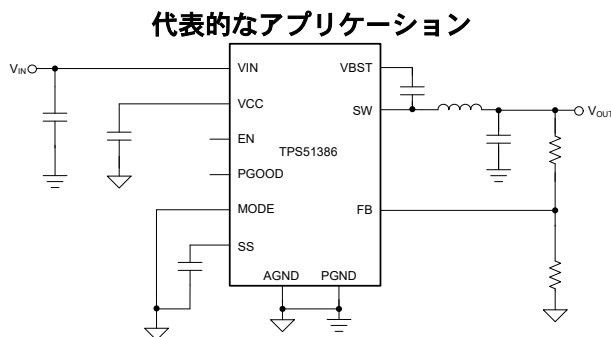 代表的なアプリケーション
VIN
VIN
VBST
VCC
SW
VOUT
EN
TPS51386
PGOOD
MODE
FB
SS
AGND
PGND